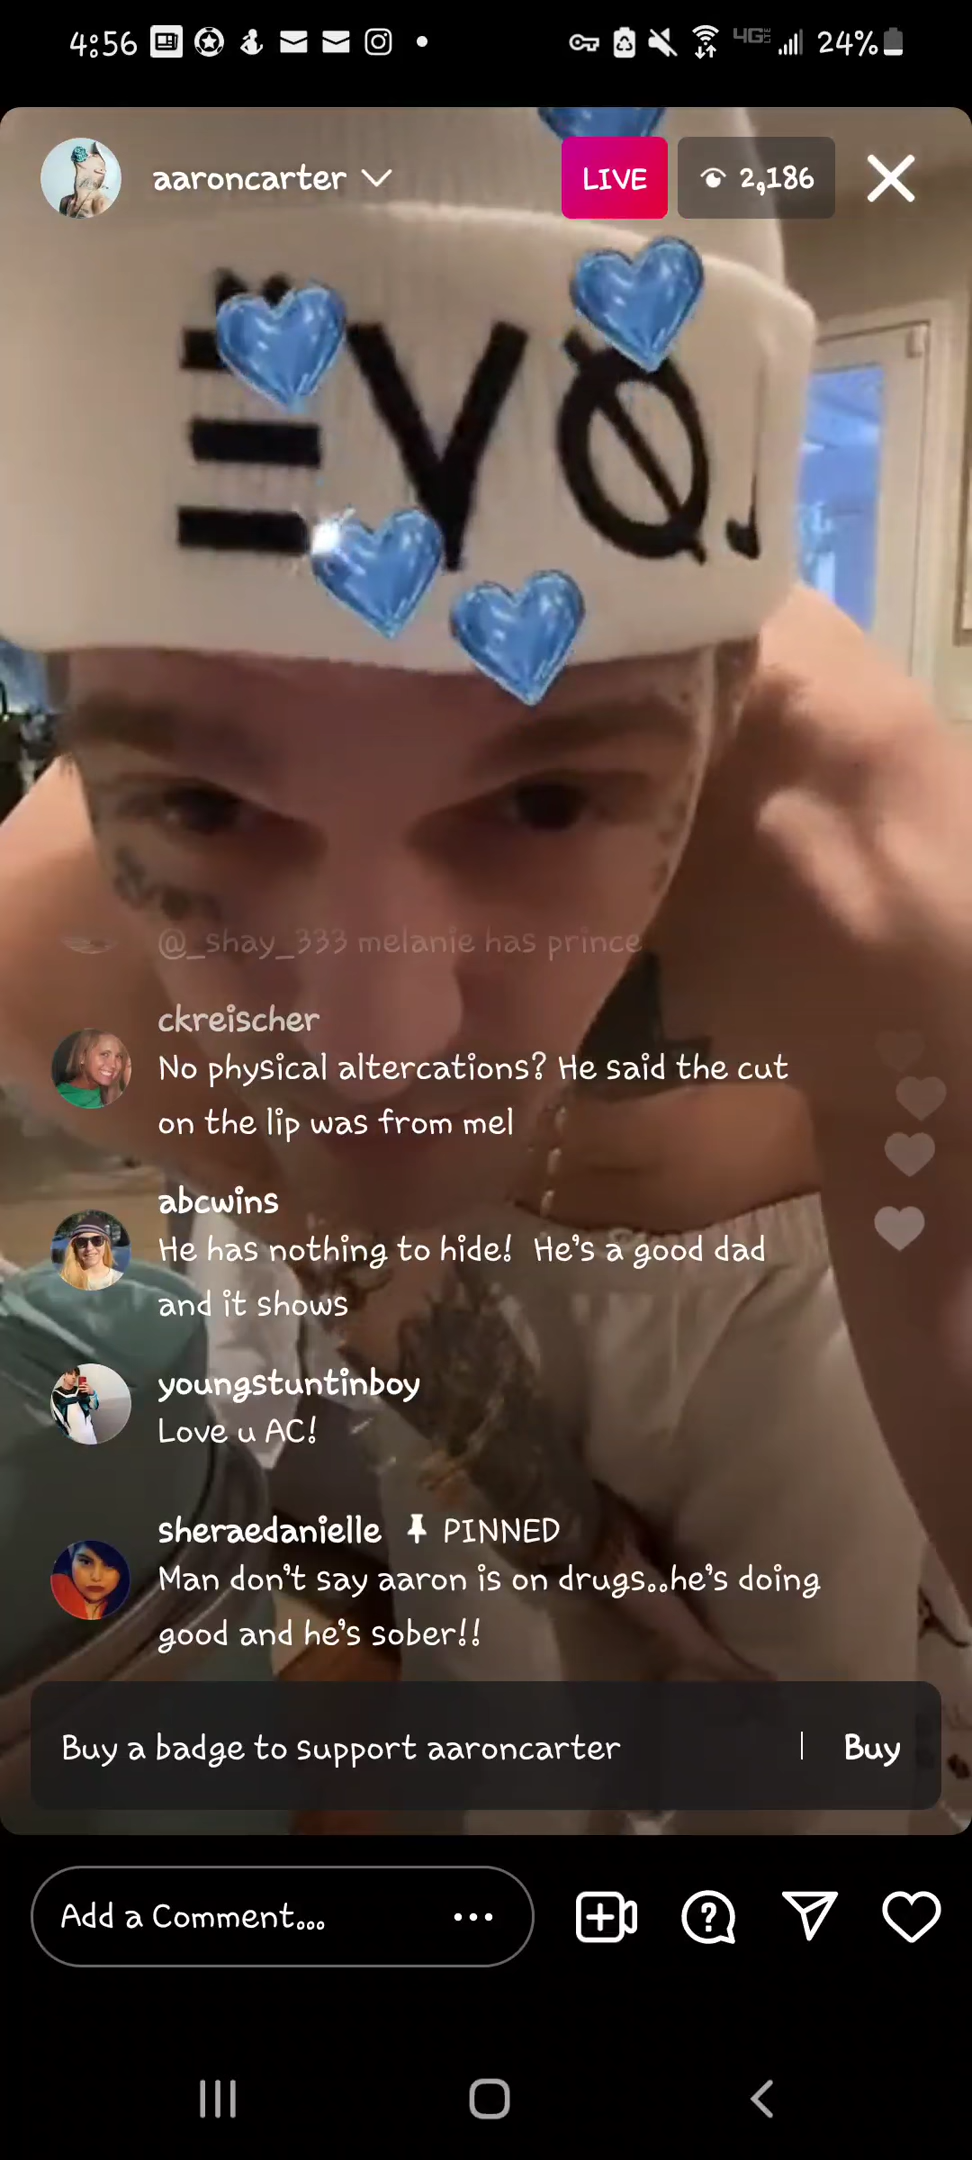 4:56
4G LTE 24%
aaroncarter
LIVE
2,186
ËVØ
@_shay_333 melanie has prince
ckreischer
No physical altercations? He said the cut
on the lip was from mel
abcwins
He has nothing to hide!  He's a good dad
and it shows
youngstuntinboy
Love u AC!
sheraedanielle PINNED
Man don't say aaron is on drugs..he's doing
good and he's sober!!
Buy a badge to support aaroncarter | Buy
Add a Comment...